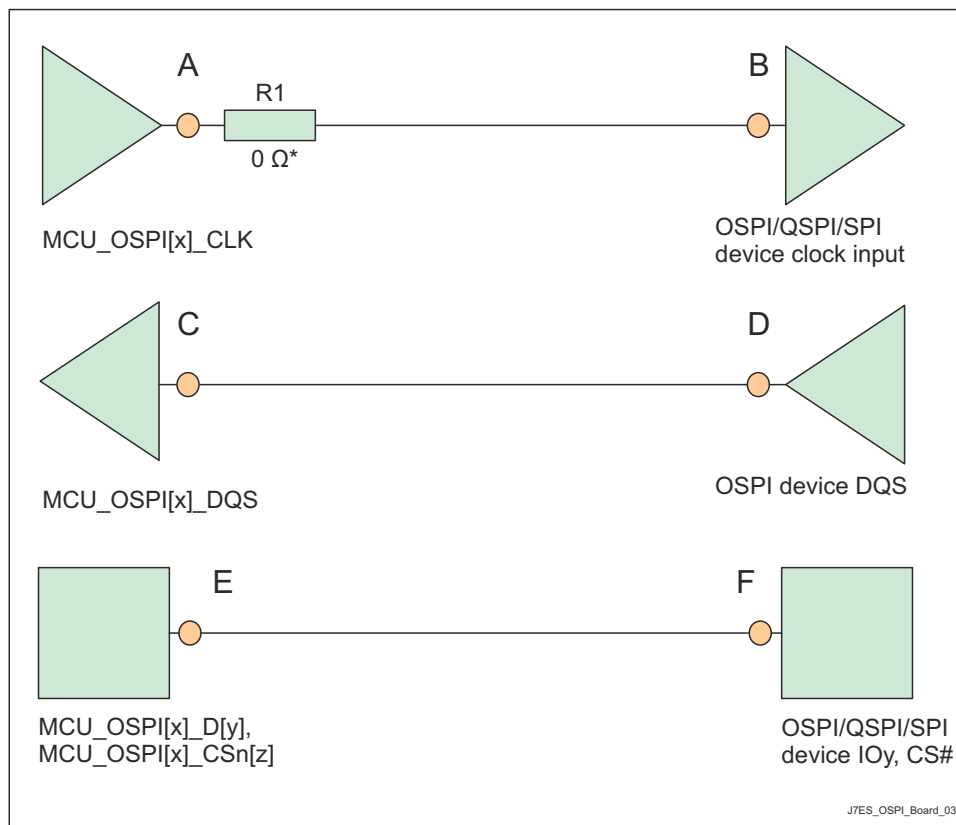 A
B
R1
0 Ω*
MCU_OSPI[x]_CLK
OSPI/QSPI/SPI
device clock input
C
D
MCU_OSPI[x]_DQS
OSPI device DQS
E
F
MCU_OSPI[x]_D[y],
MCU_OSPI[x]_CSn[z]
OSPI/QSPI/SPI
device IOy, CS#
J7ES_OSPI_Board_03